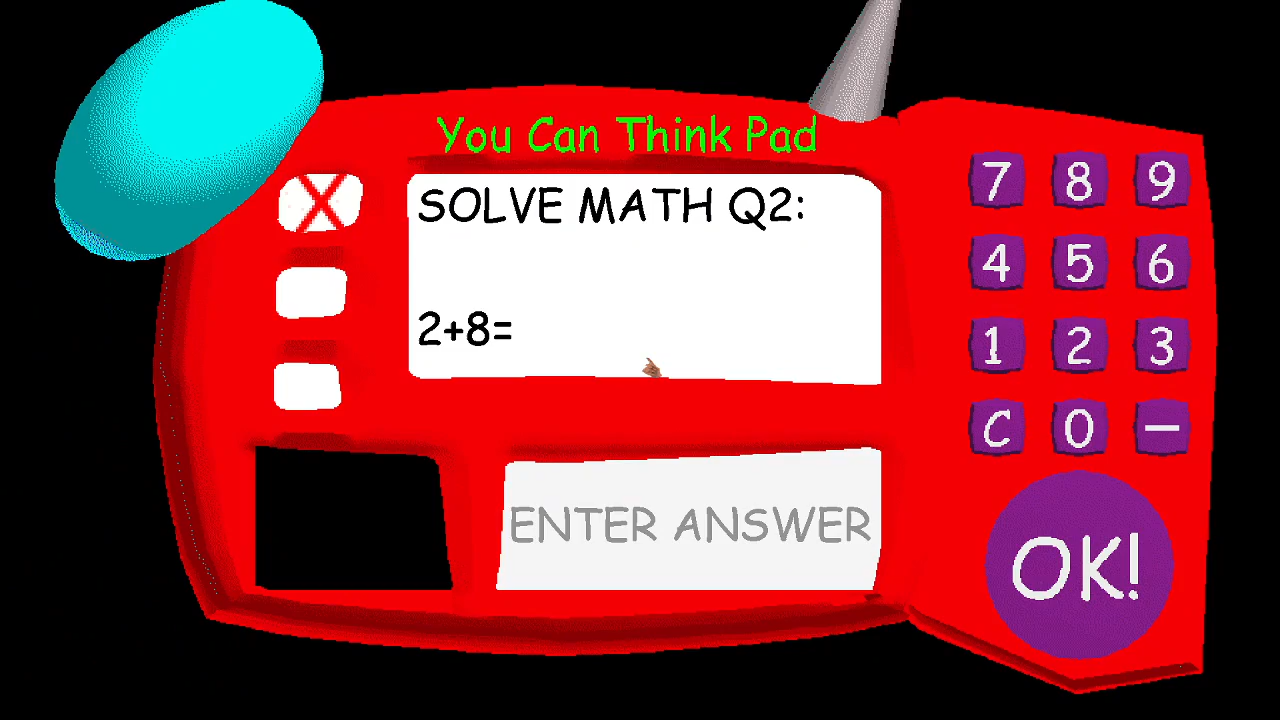 You Can Think Pad
SOLVE MATH Q2:
2+8=
ENTER ANSWER
7 8 9
4 5 6
1 2 3
C 0 –
OK!